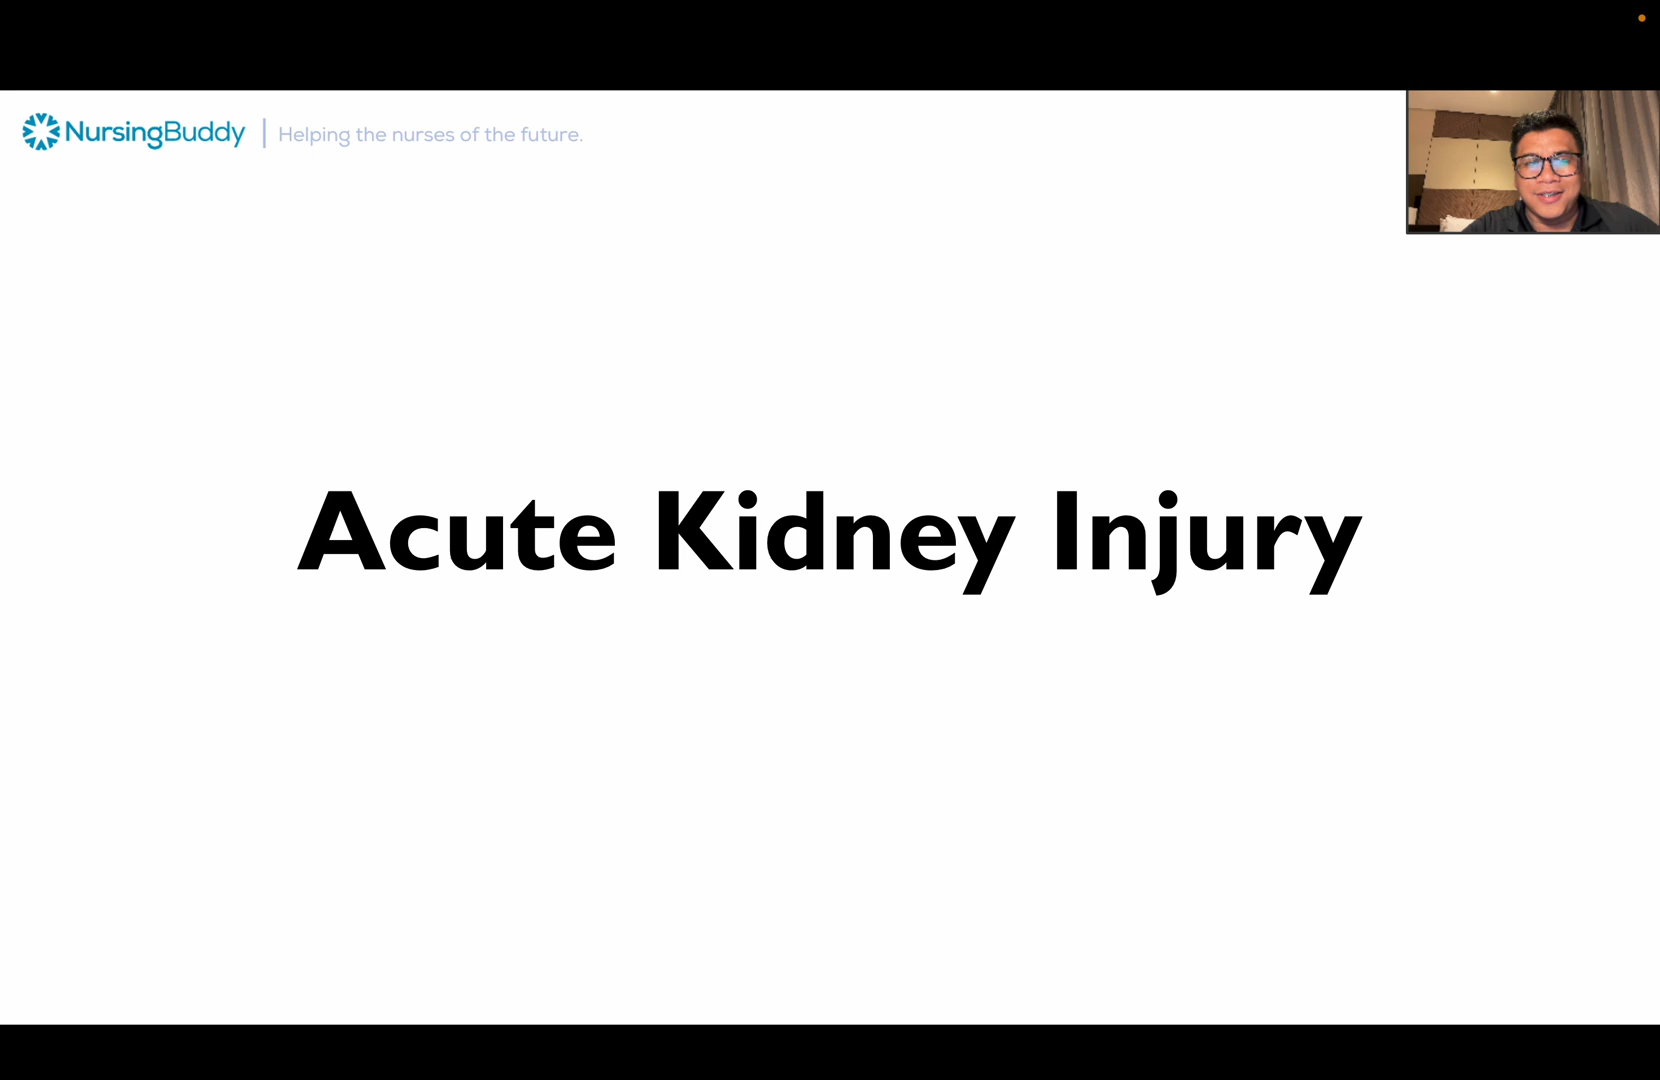 NursingBuddy | Helping the nurses of the future.
Acute Kidney Injury